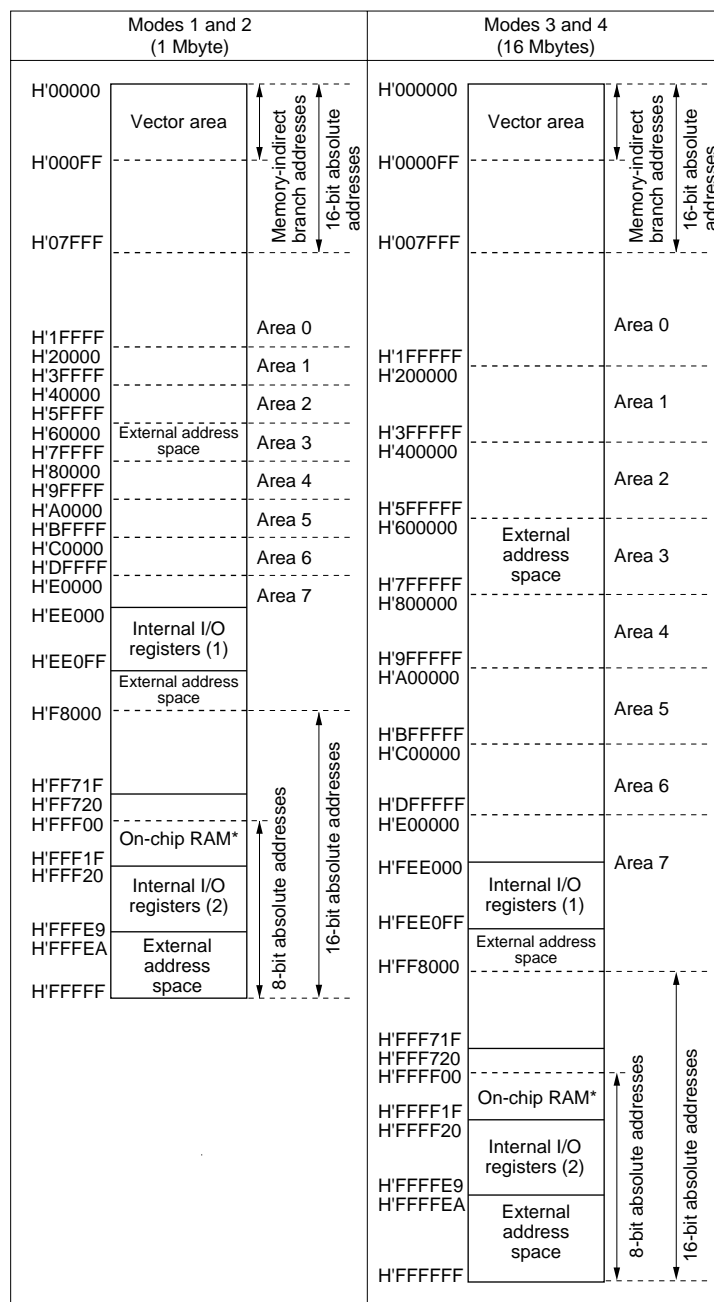 Modes 1 and 2
(1 Mbyte)
H'00000
Vector area
H'000FF
H'07FFF
Memory-indirect
branch addresses
16-bit absolute
addresses
H'1FFFF
Area 0
H'20000
H'3FFFF
Area 1
H'40000
H'5FFFF
Area 2
H'60000
H'7FFFF
External address
space
Area 3
H'80000
H'9FFFF
Area 4
H'A0000
H'BFFFF
Area 5
H'C0000
H'DFFFF
Area 6
H'E0000
Area 7
H'EE000
Internal I/O
registers (1)
H'EE0FF
External address
space
H'F8000
H'FF71F
H'FF720
H'FFF00
On-chip RAM*
H'FFF1F
H'FFF20
Internal I/O
registers (2)
H'FFFE9
H'FFFEA
External
address
space
H'FFFFF
8-bit absolute addresses
16-bit absolute addresses
Modes 3 and 4
(16 Mbytes)
H'000000
Vector area
H'0000FF
H'007FFF
Memory-indirect
branch addresses
16-bit absolute
addresses
Area 0
H'1FFFFF
H'200000
Area 1
H'3FFFFF
H'400000
Area 2
H'5FFFFF
H'600000
External
address
space
Area 3
H'7FFFFF
H'800000
Area 4
H'9FFFFF
H'A00000
Area 5
H'BFFFFF
H'C00000
Area 6
H'DFFFFF
H'E00000
Area 7
H'FEE000
Internal I/O
registers (1)
H'FEE0FF
External address
space
H'FF8000
H'FFF71F
H'FFF720
H'FFFF00
On-chip RAM*
H'FFFF1F
H'FFFF20
Internal I/O
registers (2)
H'FFFFE9
H'FFFFEA
External
address
space
H'FFFFFF
8-bit absolute addresses
16-bit absolute addresses